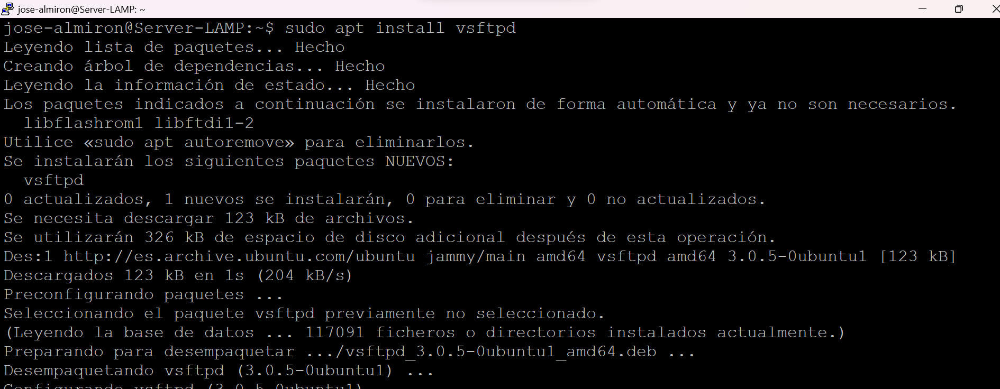 jose-almiron@Server-LAMP: ~
jose-almiron@Server-LAMP:~$ sudo apt install vsftpd
Leyendo lista de paquetes... Hecho
Creando árbol de dependencias... Hecho
Leyendo la información de estado... Hecho
Los paquetes indicados a continuación se instalaron de forma automática y ya no son necesarios.
  libflashrom1 libftdi1-2
Utilice «sudo apt autoremove» para eliminarlos.
Se instalarán los siguientes paquetes NUEVOS:
  vsftpd
0 actualizados, 1 nuevos se instalarán, 0 para eliminar y 0 no actualizados.
Se necesita descargar 123 kB de archivos.
Se utilizarán 326 kB de espacio de disco adicional después de esta operación.
Des:1 http://es.archive.ubuntu.com/ubuntu jammy/main amd64 vsftpd amd64 3.0.5-0ubuntu1 [123 kB]
Descargados 123 kB en 1s (204 kB/s)
Preconfigurando paquetes ...
Seleccionando el paquete vsftpd previamente no seleccionado.
(Leyendo la base de datos ... 117091 ficheros o directorios instalados actualmente.)
Preparando para desempaquetar .../vsftpd_3.0.5-0ubuntu1_amd64.deb ...
Desempaquetando vsftpd (3.0.5-0ubuntu1) ...
Configurando vsftpd (3.0.5-0ubuntu1)